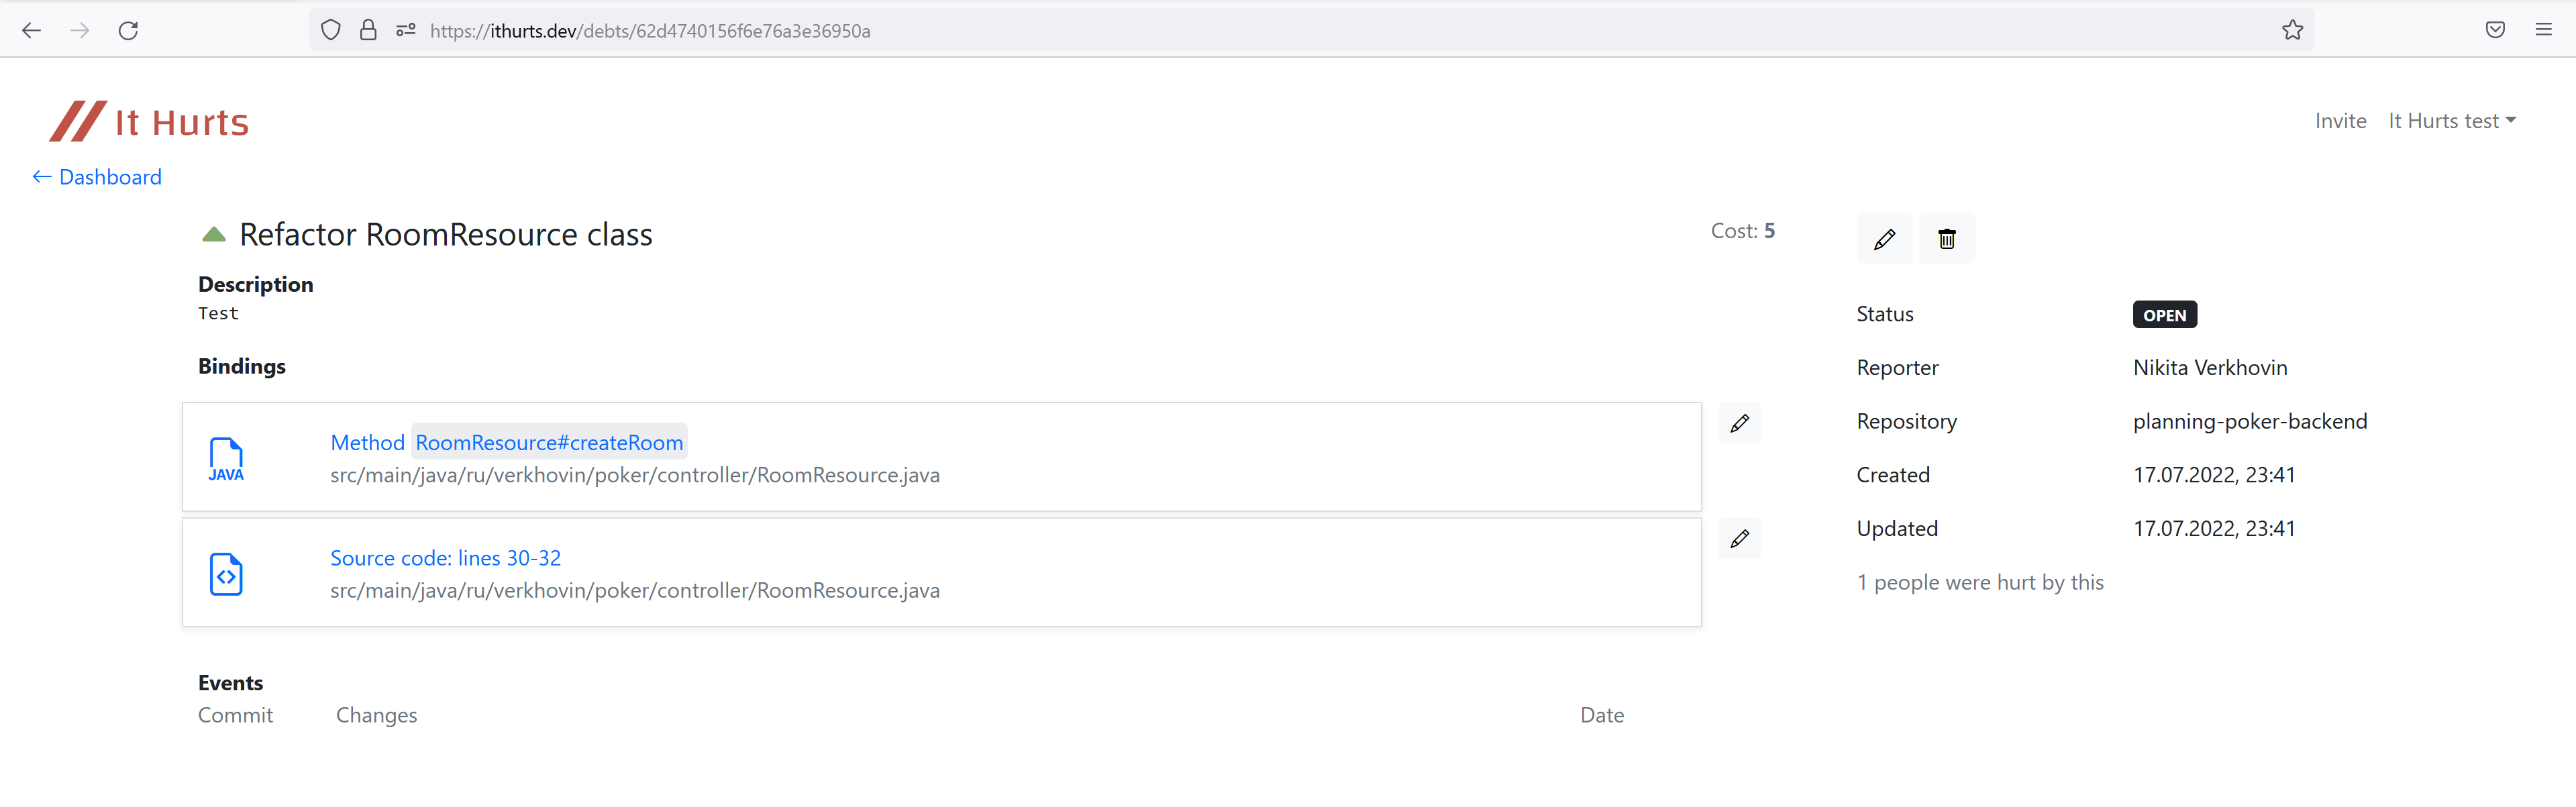 https://ithurts.dev/debts/62d4740156f6e76a3e36950a
It Hurts
Invite It Hurts test
← Dashboard
Refactor RoomResource class
Cost: 5
Description
Test
Bindings
JAVA
Method RoomResource#createRoom
src/main/java/ru/verkhovin/poker/controller/RoomResource.java
Source code: lines 30-32
src/main/java/ru/verkhovin/poker/controller/RoomResource.java
Events
Commit Changes Date
Status OPEN
Reporter Nikita Verkhovin
Repository planning-poker-backend
Created 17.07.2022, 23:41
Updated 17.07.2022, 23:41
1 people were hurt by this